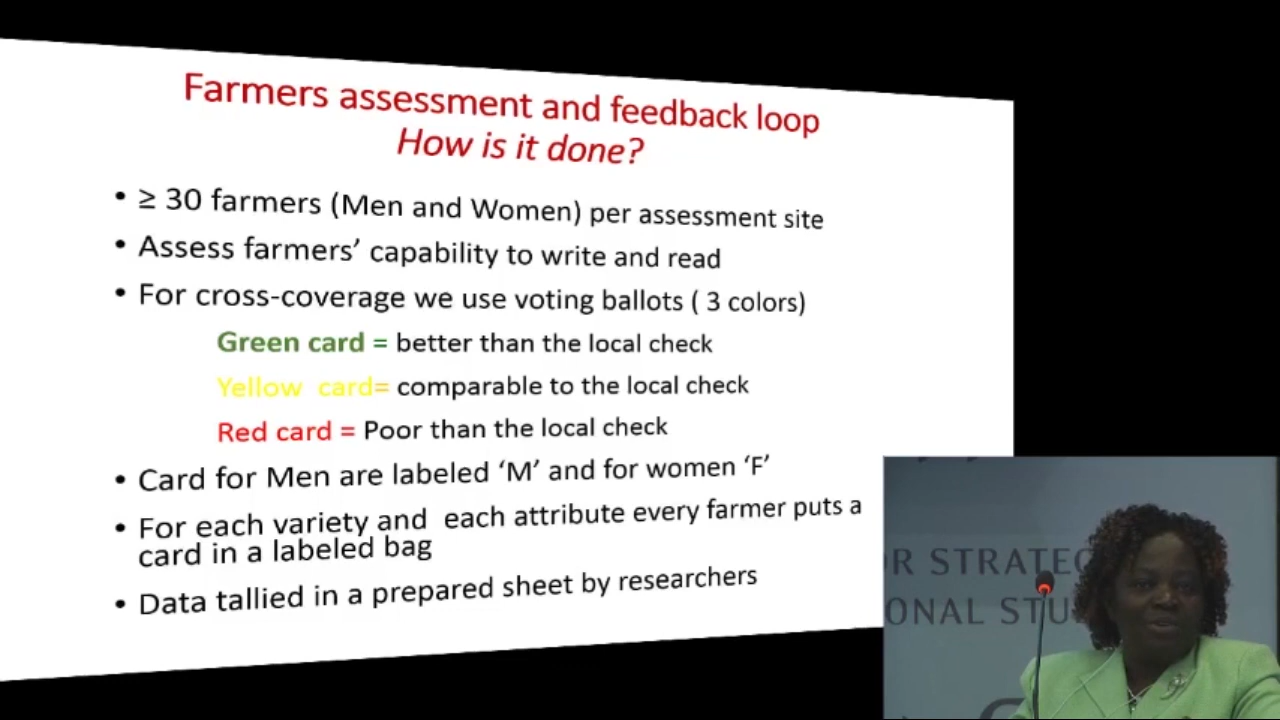 Farmers assessment and feedback loop
How is it done?
• ≥ 30 farmers (Men and Women) per assessment site
• Assess farmers’ capability to write and read
• For cross-coverage we use voting ballots ( 3 colors)
Green card = better than the local check
Yellow card= comparable to the local check
Red card = Poor than the local check
• Card for Men are labeled ‘M’ and for women ‘F’
• For each variety and each attribute every farmer puts a
card in a labeled bag
• Data tallied in a prepared sheet by researchers
OR STRATEG
ONAL STU